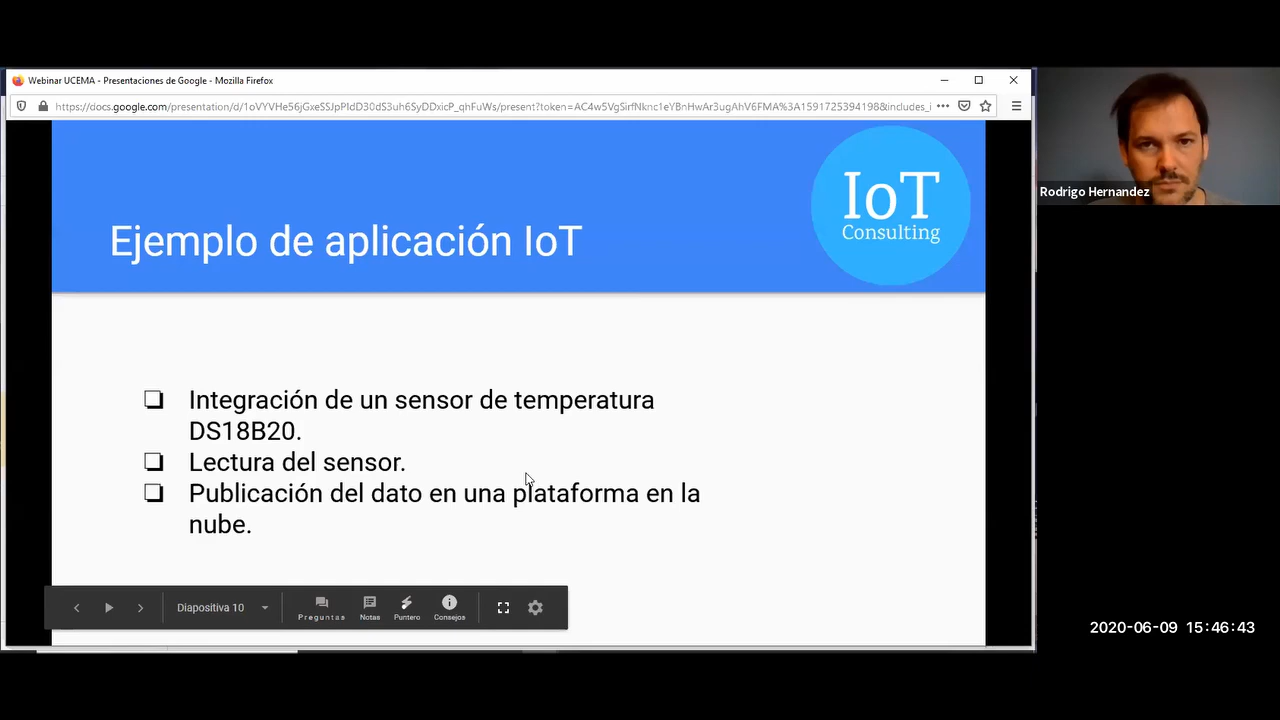 Webinar UCEMA - Presentaciones de Google - Mozilla Firefox
Rodrigo Hernandez
IoT
Consulting
Ejemplo de aplicación IoT
❏ Integración de un sensor de temperatura
DS18B20.
❏ Lectura del sensor.
❏ Publicación del dato en una plataforma en la
nube.
Diapositiva 10
Preguntas
Notas
Puntero
Consejos
2020-06-09 15:46:43